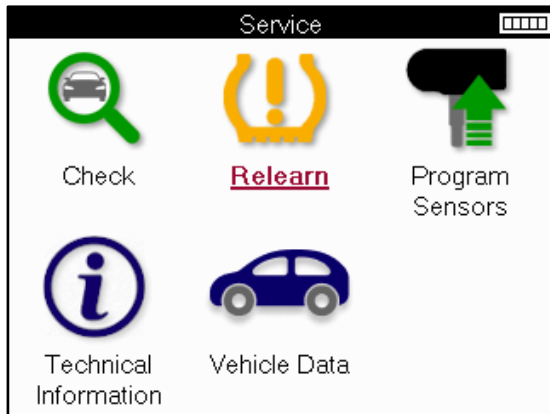 Service
Check
Relearn
Program
Sensors
Technical
Information
Vehicle Data